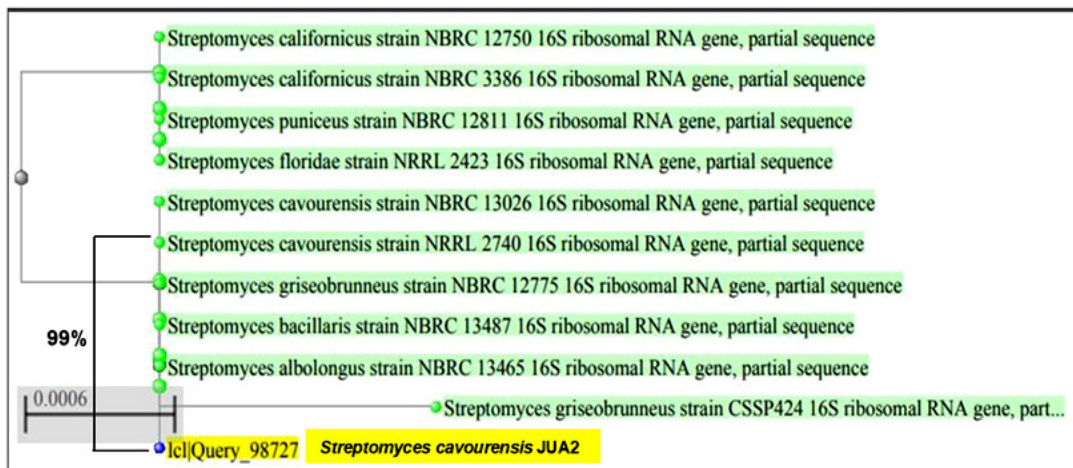 Streptomyces californicus strain NBRC 12750 16S ribosomal RNA gene, partial sequence
Streptomyces californicus strain NBRC 3386 16S ribosomal RNA gene, partial sequence
Streptomyces puniceus strain NBRC 12811 16S ribosomal RNA gene, partial sequence
Streptomyces floridae strain NRRL 2423 16S ribosomal RNA gene, partial sequence
Streptomyces cavourensis strain NBRC 13026 16S ribosomal RNA gene, partial sequence
Streptomyces cavourensis strain NRRL 2740 16S ribosomal RNA gene, partial sequence
Streptomyces griseobrunneus strain NBRC 12775 16S ribosomal RNA gene, partial sequence
Streptomyces bacillaris strain NBRC 13487 16S ribosomal RNA gene, partial sequence
99%
Streptomyces albolongus strain NBRC 13465 16S ribosomal RNA gene, partial sequence
0.0006
Streptomyces griseobrunneus strain CSSP424 16S ribosomal RNA gene, part...
lcl|Query_98727 Streptomyces cavourensis JUA2